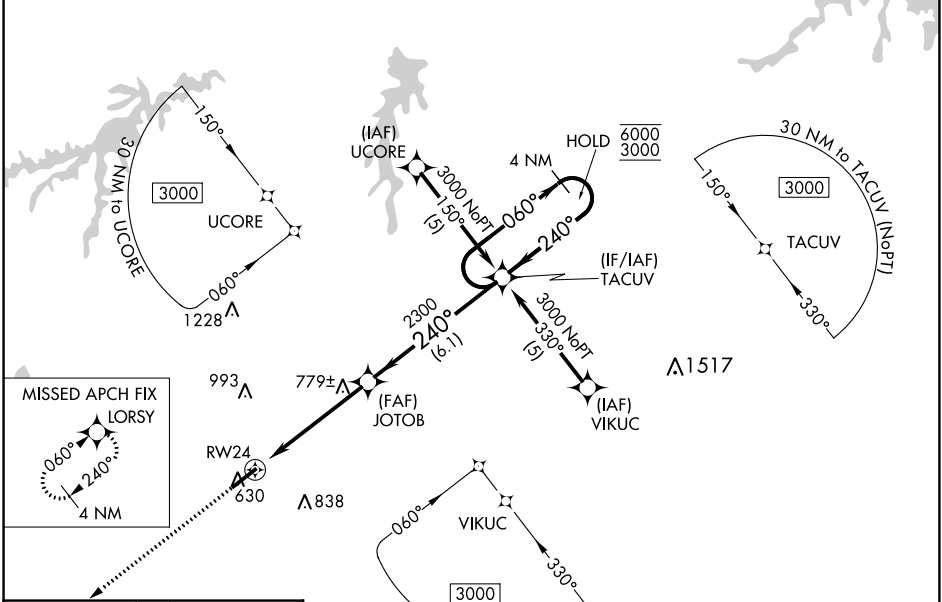 150°
30 NM to UCORE
3000
UCORE
060°
1228
(IAF)
UCORE
3000 NoPT
150°
(5)
4 NM
HOLD
6000
3000
060°
240°
(IF/IAF)
TACUV
30 NM to TACUV (NoPT)
150°
3000
TACUV
330°
2300
240°
(6.1)
3000 NoPT
330°
(5)
(IAF)
VIKUC
1517
993
779±
(FAF)
JOTOB
MISSED APCH FIX
LORSY
060°
240°
4 NM
RW24
630
838
060°
VIKUC
330°
3000